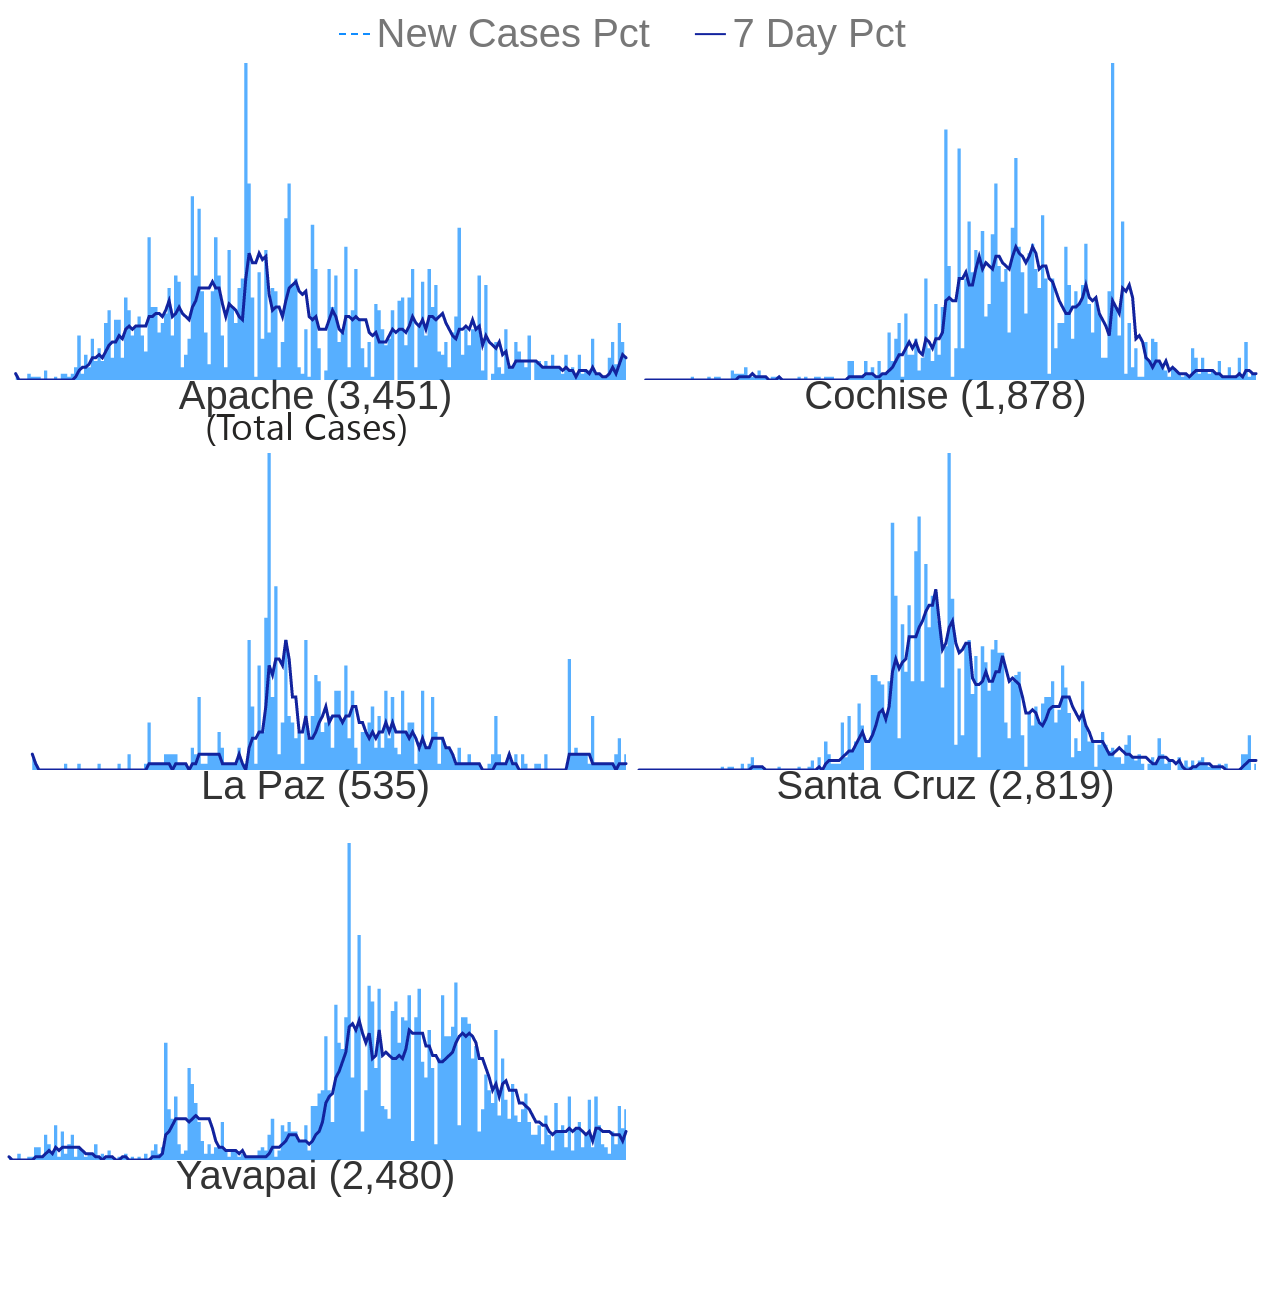 New Cases Pct 7 Day Pct
Apache (3,451) Cochise (1,878)
(Total Cases)
La Paz (535) Santa Cruz (2,819)
Yavapai (2,480)